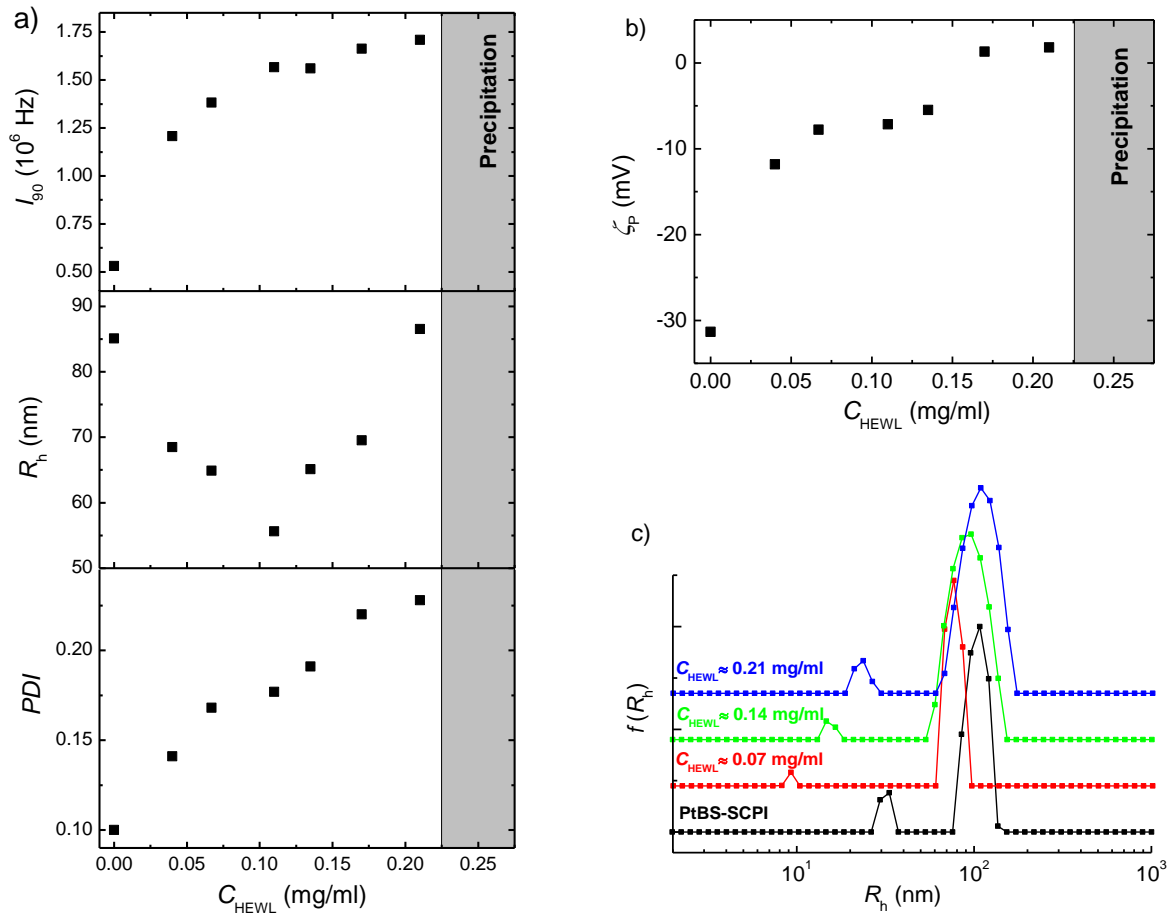 a)
1.75
1.50
1.25
1.00
0.75
0.50
I90 (10^6 Hz)
Precipitation
90
80
70
60
50
Rh (nm)
0.20
0.15
0.10
PDI
0.00 0.05 0.10 0.15 0.20 0.25
CHEWL (mg/ml)
b)
0
-10
-20
-30
ζP (mV)
Precipitation
0.00 0.05 0.10 0.15 0.20 0.25
CHEWL (mg/ml)
c)
f (Rh)
CHEWL ≈ 0.21 mg/ml
CHEWL ≈ 0.14 mg/ml
CHEWL ≈ 0.07 mg/ml
PtBS-SCPI
10^1 10^2 10^3
Rh (nm)